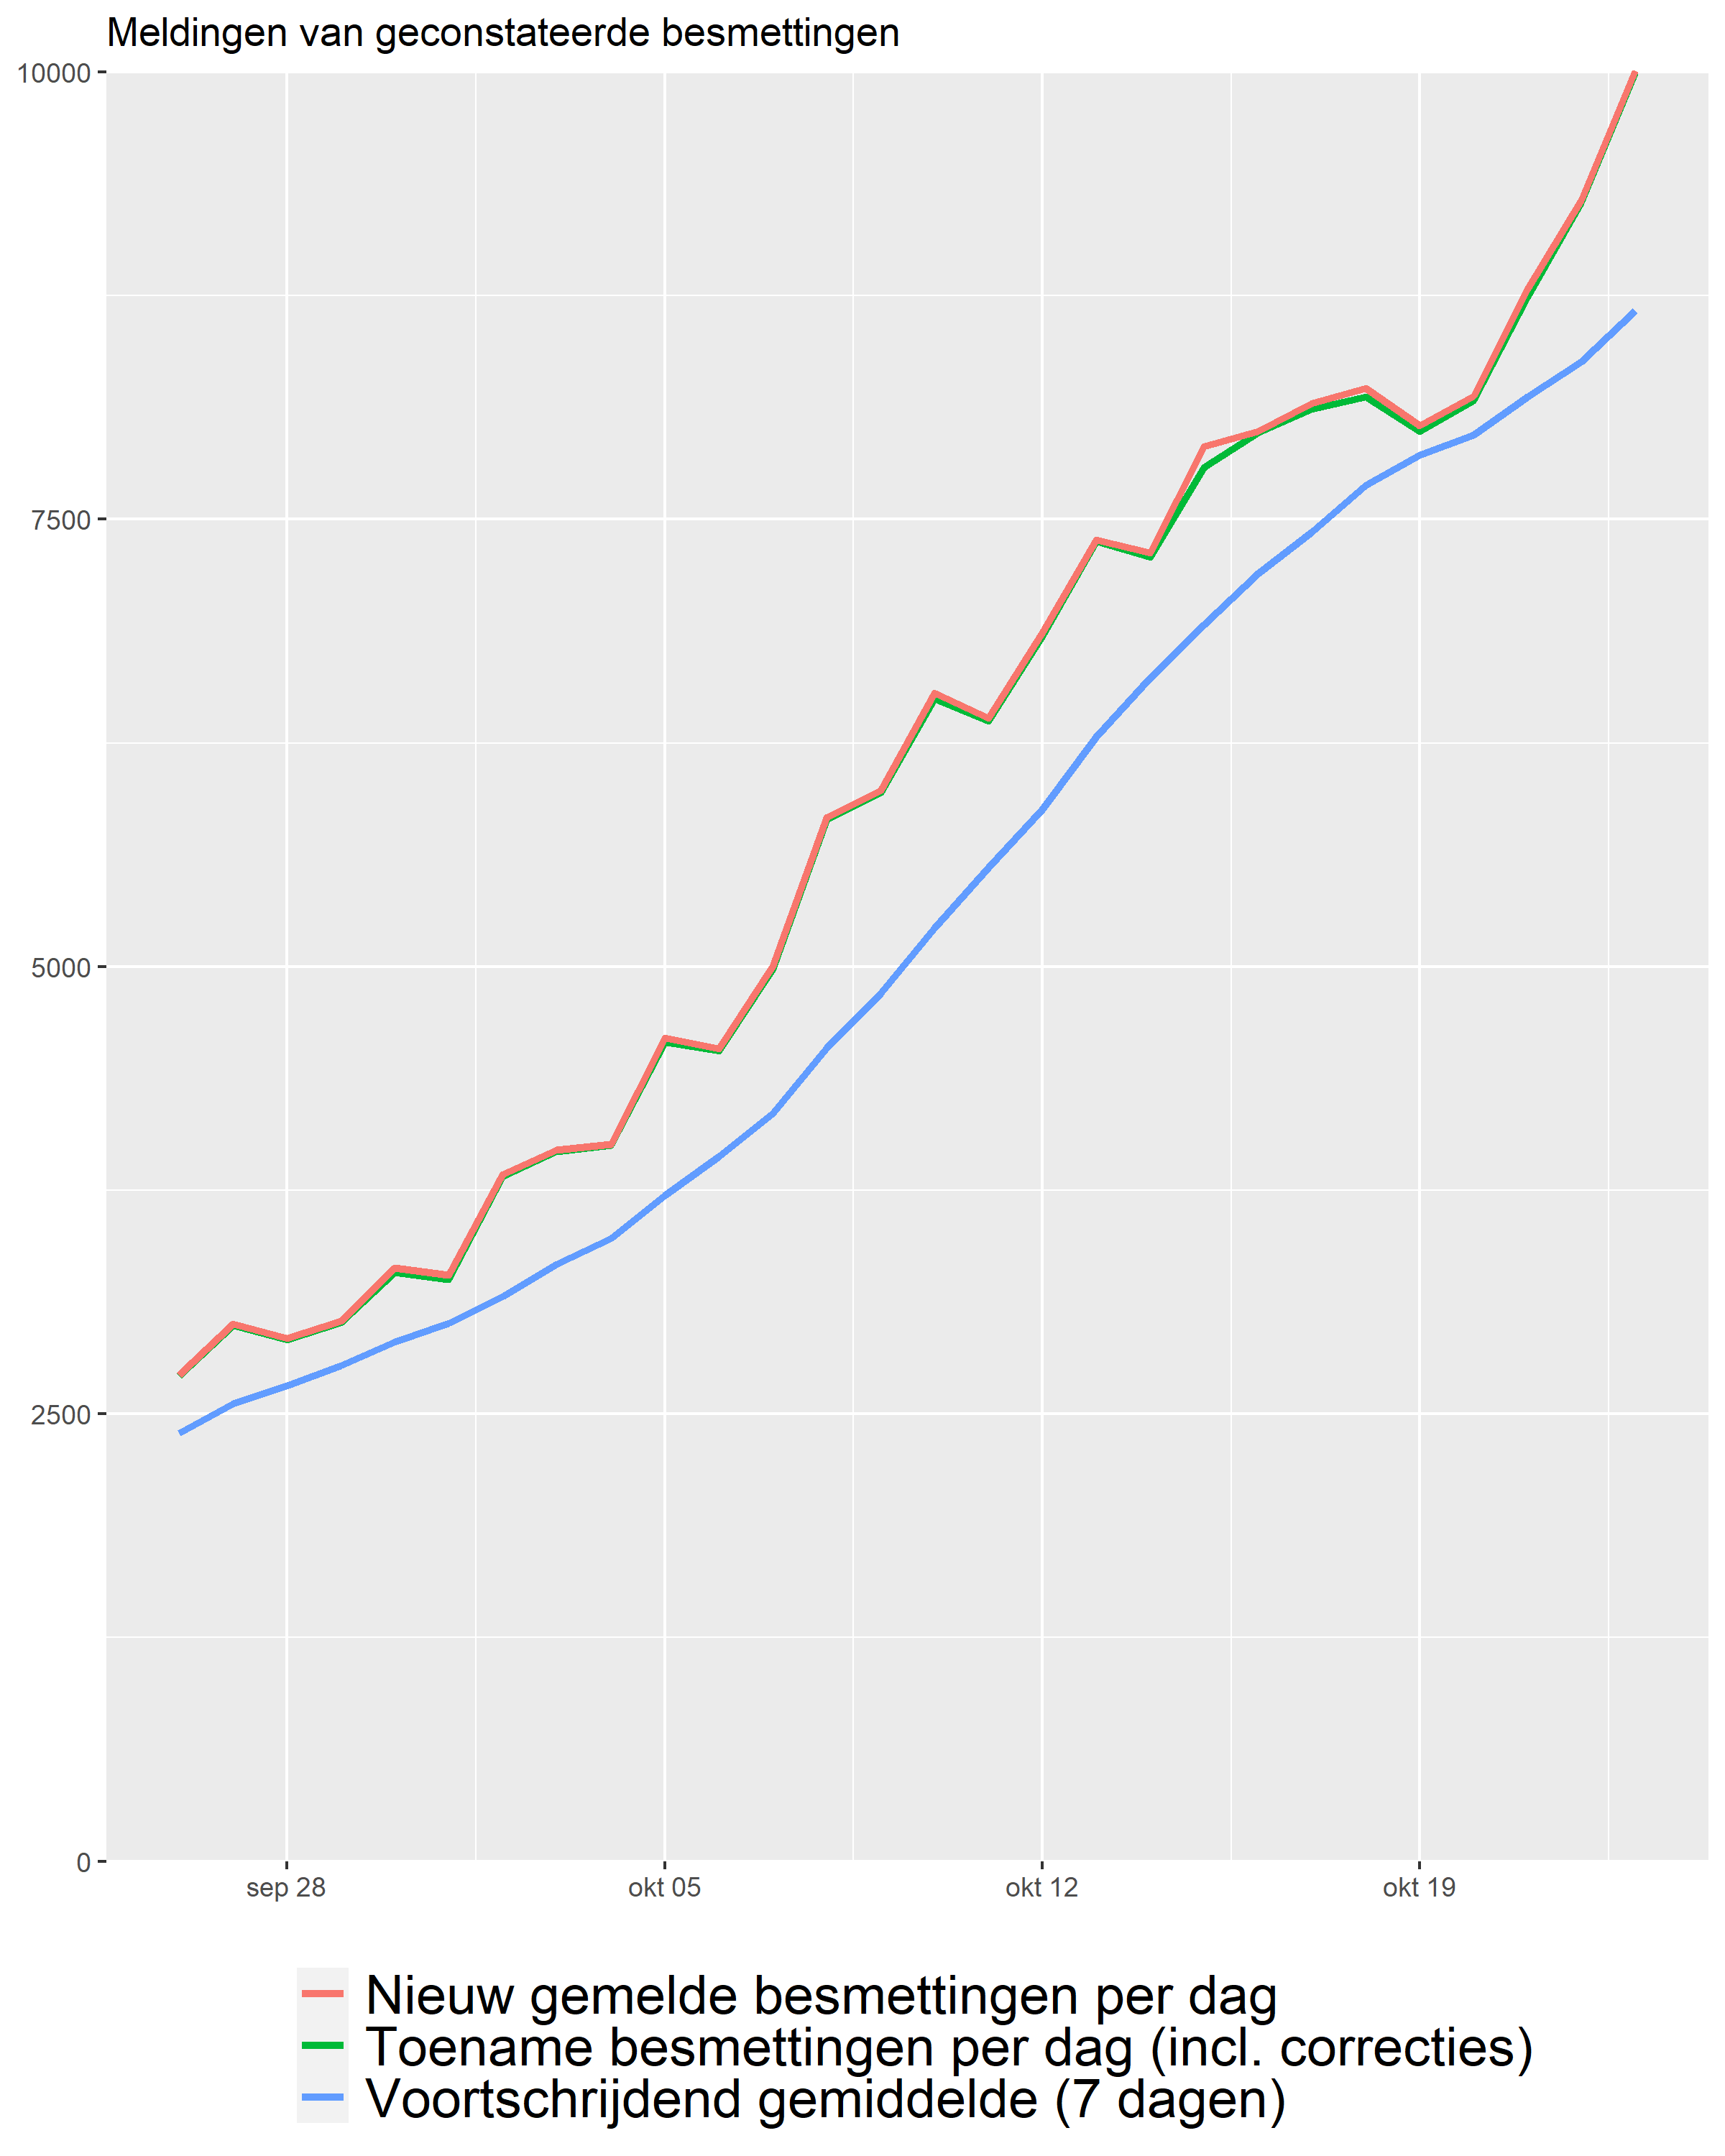 Meldingen van geconstateerde besmettingen
10000
7500
5000
2500
0
sep 28 okt 05 okt 12 okt 19
Nieuw gemelde besmettingen per dag
Toename besmettingen per dag (incl. correcties)
Voortschrijdend gemiddelde (7 dagen)